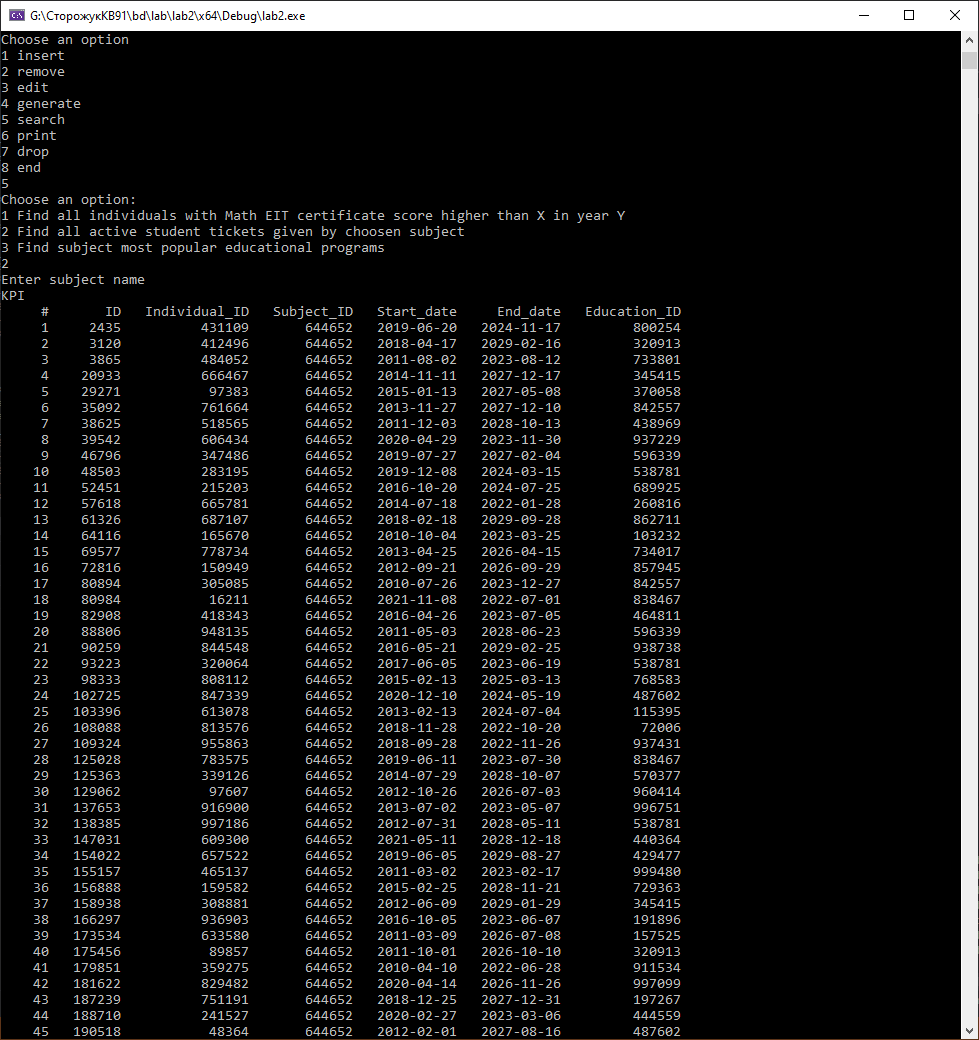 G:\СторожукКВ91\bd\lab\lab2\x64\Debug\lab2.exe
Choose an option
1 insert
2 remove
3 edit
4 generate
5 search
6 print
7 drop
8 end
5
Choose an option:
1 Find all individuals with Math EIT certificate score higher than X in year Y
2 Find all active student tickets given by choosen subject
3 Find subject most popular educational programs
2
Enter subject name
KPI
# ID Individual_ID Subject_ID Start_date End_date Education_ID
1 2435 431109 644652 2019-06-20 2024-11-17 800254
2 3120 412496 644652 2018-04-17 2029-02-16 320913
3 3865 484052 644652 2011-08-02 2023-08-12 733801
4 20933 666467 644652 2014-11-11 2027-12-17 345415
5 29271 97383 644652 2015-01-13 2027-05-08 370058
6 35092 761664 644652 2013-11-27 2027-12-10 842557
7 38625 518565 644652 2011-12-03 2028-10-13 438969
8 39542 606434 644652 2020-04-29 2023-11-30 937229
9 46796 347486 644652 2019-07-27 2027-02-04 596339
10 48503 283195 644652 2019-12-08 2024-03-15 538781
11 52451 215203 644652 2016-10-20 2024-07-25 689925
12 57618 665781 644652 2014-07-18 2022-01-28 260816
13 61326 687107 644652 2018-02-18 2029-09-28 862711
14 64116 165670 644652 2010-10-04 2023-03-25 103232
15 69577 778734 644652 2013-04-25 2026-04-15 734017
16 72816 150949 644652 2012-09-21 2026-09-29 857945
17 80894 305085 644652 2010-07-26 2023-12-27 842557
18 80984 16211 644652 2021-11-08 2022-07-01 838467
19 82908 418343 644652 2016-04-26 2023-07-05 464811
20 88806 948135 644652 2011-05-03 2028-06-23 596339
21 90259 844548 644652 2016-05-21 2029-02-25 938738
22 93223 320064 644652 2017-06-05 2023-06-19 538781
23 98333 808112 644652 2015-02-13 2025-03-13 768583
24 102725 847339 644652 2020-12-10 2024-05-19 487602
25 103396 613078 644652 2013-02-13 2024-07-04 115395
26 108088 813576 644652 2018-11-28 2022-10-20 72006
27 109324 955863 644652 2018-09-28 2022-11-26 937431
28 125028 783575 644652 2019-06-11 2023-07-30 838467
29 125363 339126 644652 2014-07-29 2028-10-07 570377
30 129062 97607 644652 2012-10-26 2026-07-03 960414
31 137653 916900 644652 2013-07-02 2023-05-07 996751
32 138385 997186 644652 2012-07-31 2028-05-11 538781
33 147031 609300 644652 2021-05-11 2028-12-18 440364
34 154022 657522 644652 2019-06-05 2029-08-27 429477
35 155157 465137 644652 2011-03-02 2023-02-17 999480
36 156888 159582 644652 2015-02-25 2028-11-21 729363
37 158938 308881 644652 2012-06-09 2029-01-29 345415
38 166297 936903 644652 2016-10-05 2023-06-07 191896
39 173534 633580 644652 2011-03-09 2026-07-08 157525
40 175456 89857 644652 2011-10-01 2026-10-10 320913
41 179851 359275 644652 2010-04-10 2022-06-28 911534
42 181622 829482 644652 2020-04-14 2026-11-26 997099
43 187239 751191 644652 2018-12-25 2027-12-31 197267
44 188710 241527 644652 2020-02-27 2023-03-06 444559
45 190518 48364 644652 2012-02-01 2027-08-16 487602